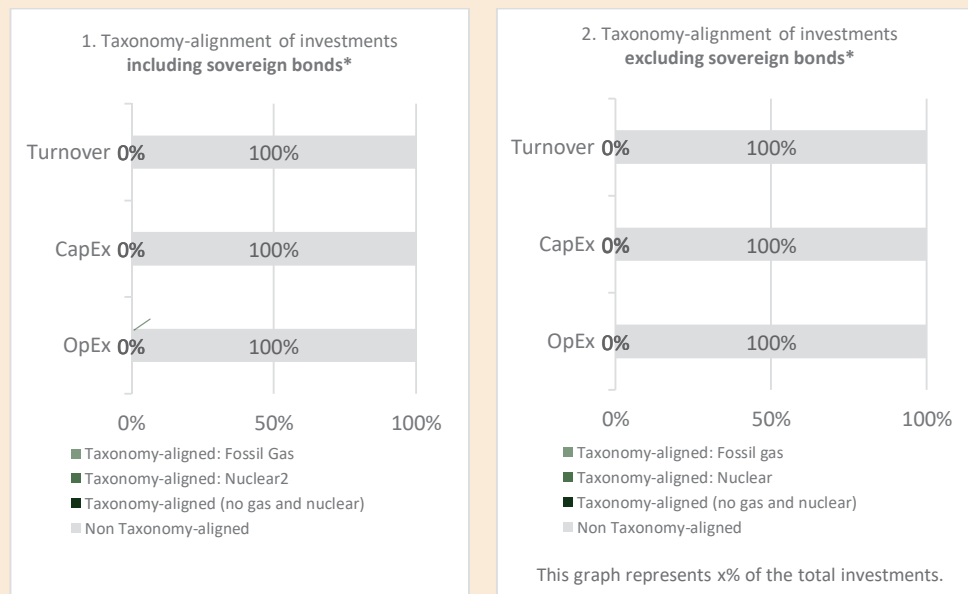 1. Taxonomy-alignment of investments
including sovereign bonds*
Turnover 0% 100%
CapEx 0% 100%
OpEx 0% 100%
0% 50% 100%
Taxonomy-aligned: Fossil Gas
Taxonomy-aligned: Nuclear2
Taxonomy-aligned (no gas and nuclear)
Non Taxonomy-aligned
2. Taxonomy-alignment of investments
excluding sovereign bonds*
Turnover 0% 100%
CapEx 0% 100%
OpEx 0% 100%
0% 50% 100%
Taxonomy-aligned: Fossil gas
Taxonomy-aligned: Nuclear
Taxonomy-aligned (no gas and nuclear)
Non Taxonomy-aligned
This graph represents x% of the total investments.